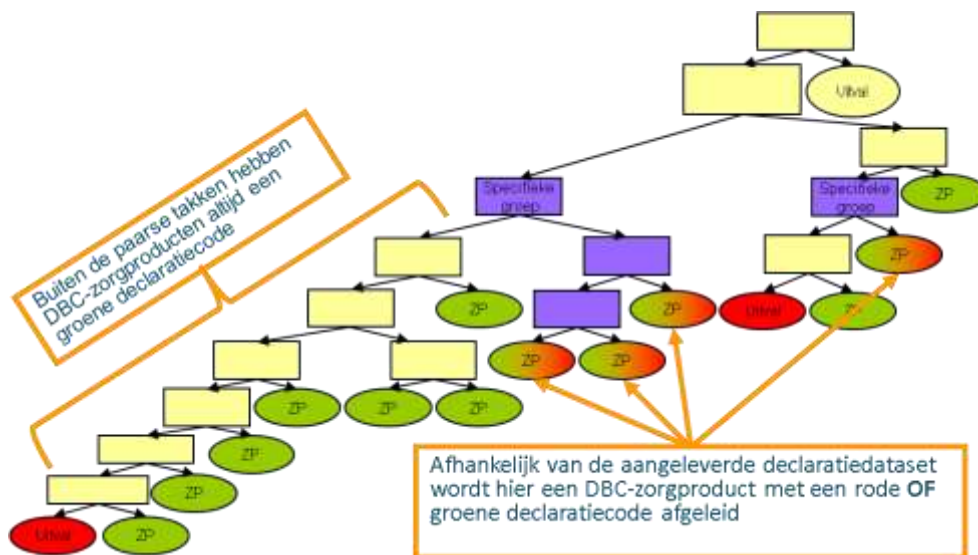 Uitval
Specifieke
groep
Specifieke
groep
ZP
ZP
Buiten de paarse takken hebben
DBC-zorgproducten altijd een
groene declaratiecode
ZP
ZP
Uitval
ZP
ZP
ZP
ZP
ZP
ZP
ZP
ZP
Afhankelijk van de aangeleverde declaratiedataset
wordt hier een DBC-zorgproduct met een rode OF
groene declaratiecode afgeleid
Uitval
ZP